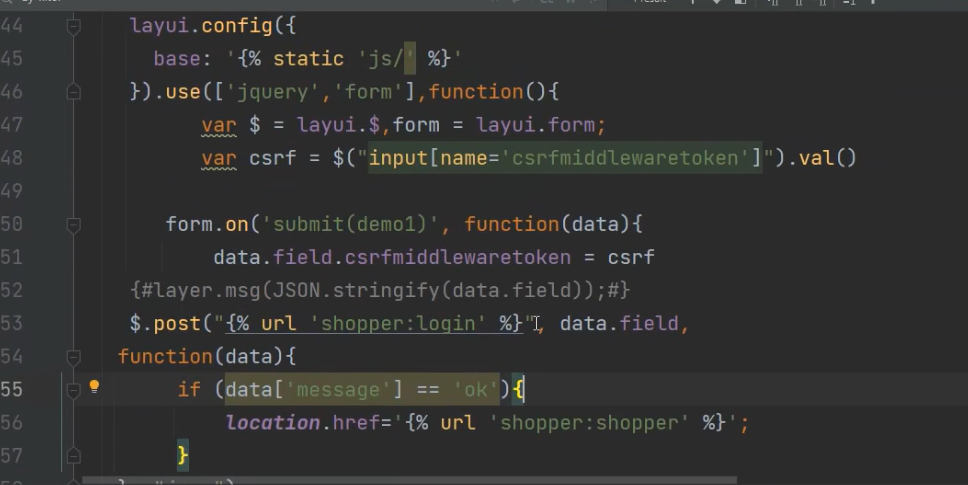 44 layui.config({
45 base: '{% static 'js/' %}'
46 }).use(['jquery','form'],function(){
47 var $ = layui.$,form = layui.form;
48 var csrf = $("input[name='csrfmiddlewaretoken']").val()
49
50 form.on('submit(demo1)', function(data){
51 data.field.csrfmiddlewaretoken = csrf
52 {#layer.msg(JSON.stringify(data.field));#}
53 $.post("{% url 'shopper:login' %}", data.field,
54 function(data){
55 if (data['message'] == 'ok'){
56 location.href='{% url 'shopper:shopper' %}';
57 }